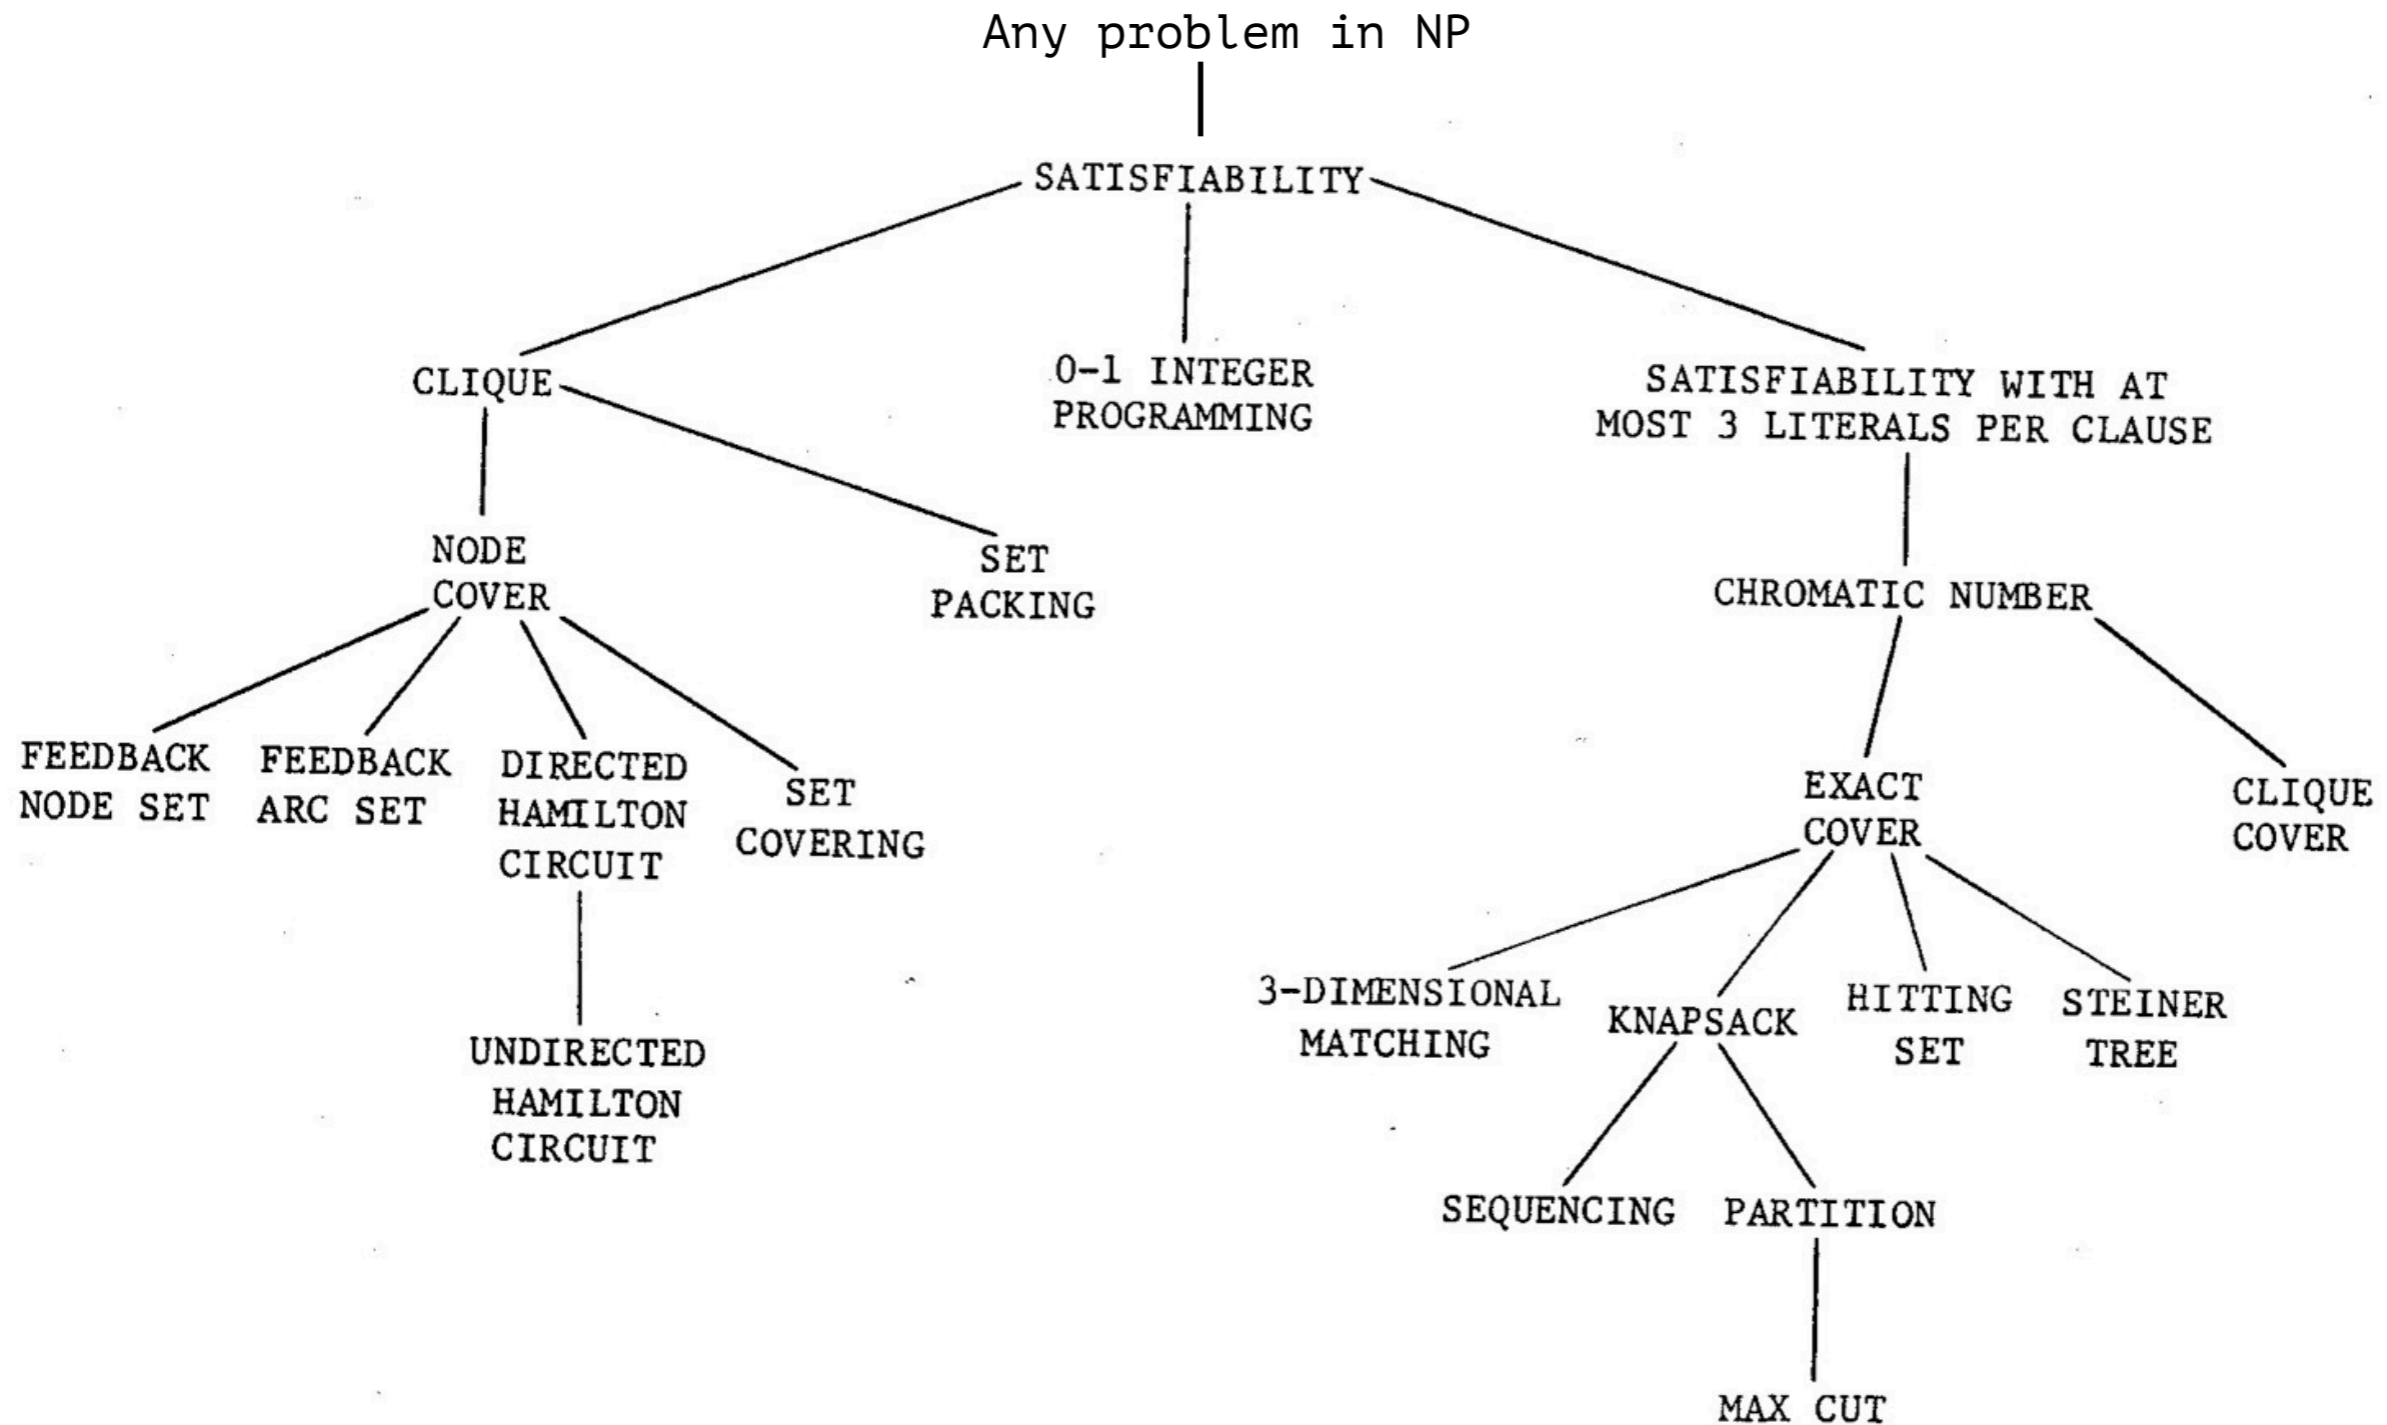 Any problem in NP
SATISFIABILITY
CLIQUE
0-1 INTEGER
PROGRAMMING
SATISFIABILITY WITH AT
MOST 3 LITERALS PER CLAUSE
NODE
COVER
SET
PACKING
CHROMATIC NUMBER
FEEDBACK
NODE SET
FEEDBACK
ARC SET
DIRECTED
HAMILTON
CIRCUIT
SET
COVERING
EXACT
COVER
CLIQUE
COVER
UNDIRECTED
HAMILTON
CIRCUIT
3-DIMENSIONAL
MATCHING
KNAPSACK
HITTING
SET
STEINER
TREE
SEQUENCING
PARTITION
MAX CUT